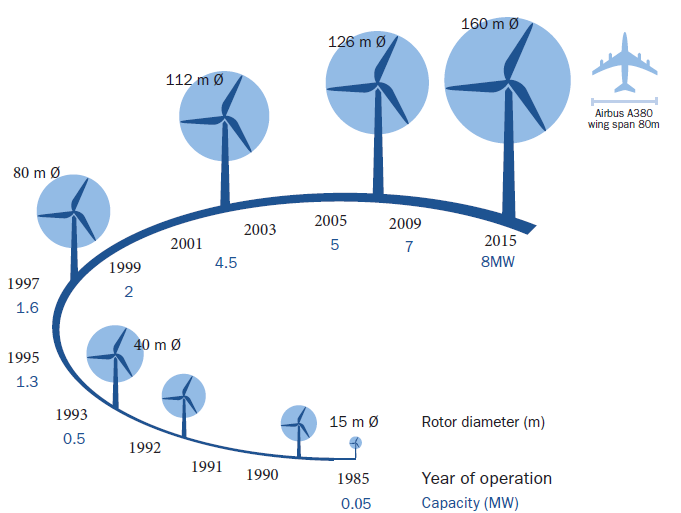 160 m Ø
126 m Ø
112 m Ø
Airbus A380
wing span 80m
80 m Ø
2005
2009
2003
2001
2015
5
7
4.5
8MW
1999
2
1997
1.6
40 m Ø
1995
1.3
1993
0.5
15 m Ø
Rotor diameter (m)
1992
1991
1990
1985
Year of operation
0.05
Capacity (MW)